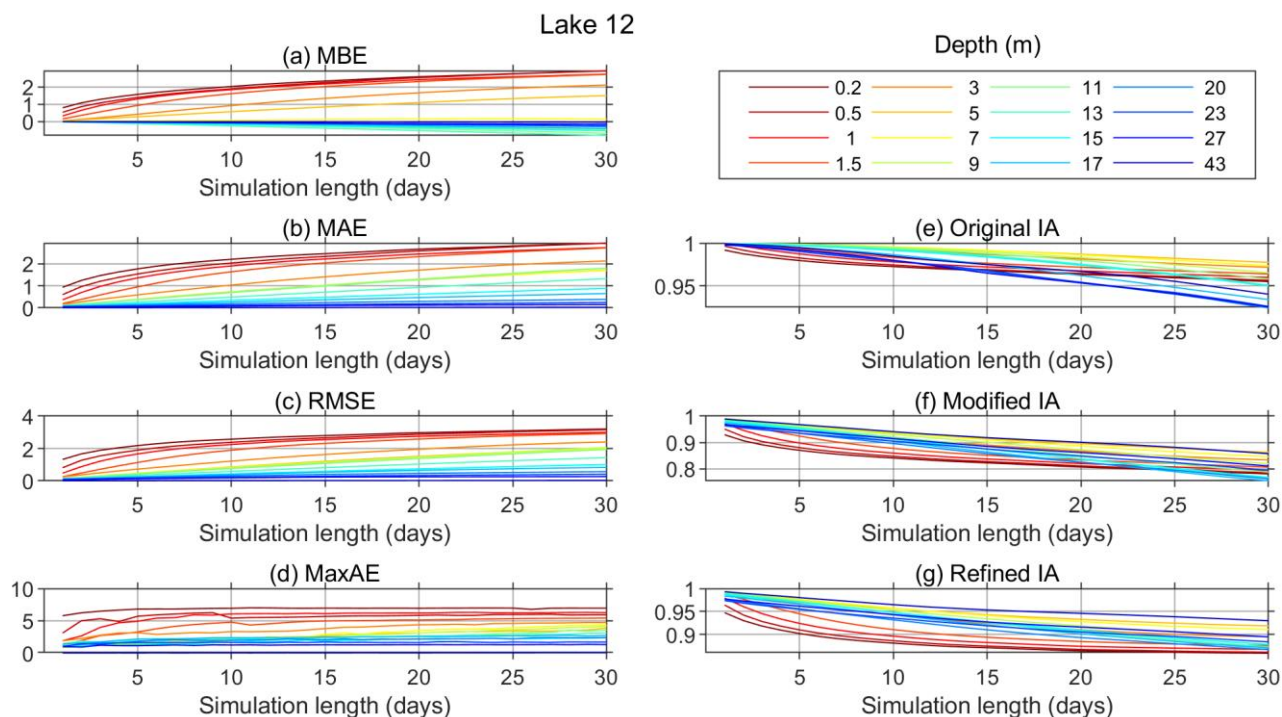 Lake 12
(a) MBE
2
1
0
5 10 15 20 25 30
Simulation length (days)
Depth (m)
0.2 3 11 20
0.5 5 13 23
1 7 15 27
1.5 9 17 43
(b) MAE
2
0
5 10 15 20 25 30
Simulation length (days)
(e) Original IA
1
0.95
5 10 15 20 25 30
Simulation length (days)
(c) RMSE
4
2
0
5 10 15 20 25 30
Simulation length (days)
(f) Modified IA
1
0.9
0.8
5 10 15 20 25 30
Simulation length (days)
(d) MaxAE
10
5
0
5 10 15 20 25 30
Simulation length (days)
(g) Refined IA
1
0.95
0.9
5 10 15 20 25 30
Simulation length (days)